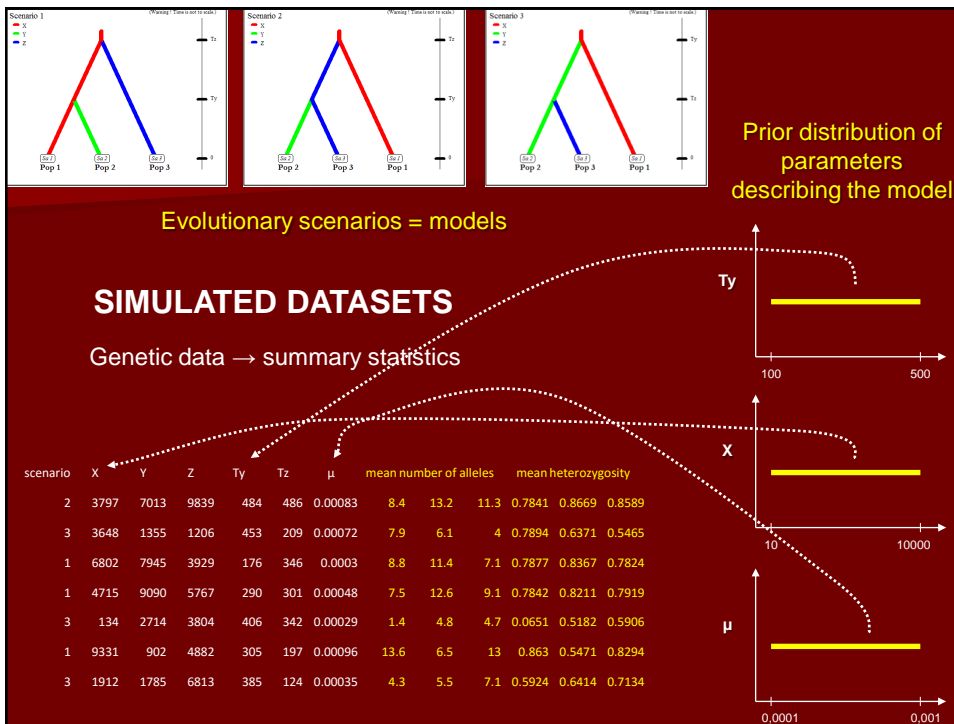 Scenario 1
(Warning ! Time is not to scale.)
X
Y
Z
Tz
Ty
0
Sa 1
Sa 2
Sa 3
Pop 1
Pop 2
Pop 3
Scenario 2
(Warning ! Time is not to scale.)
X
Y
Z
Tz
Ty
0
Sa 2
Sa 3
Sa 1
Pop 2
Pop 3
Pop 1
Scenario 3
(Warning ! Time is not to scale.)
X
Y
Z
Ty
Tz
0
Sa 2
Sa 3
Sa 1
Pop 2
Pop 3
Pop 1
Prior distribution of
parameters
describing the model
Evolutionary scenarios = models
SIMULATED DATASETS
Genetic data → summary statistics
Ty
100 500
X
10 10000
µ
0,0001 0,001
scenario X Y Z Ty Tz µ mean number of alleles mean heterozygosity
2 3797 7013 9839 484 486 0.00083 8.4 13.2 11.3 0.7841 0.8669 0.8589
3 3648 1355 1206 453 209 0.00072 7.9 6.1 4 0.7894 0.6371 0.5465
1 6802 7945 3929 176 346 0.0003 8.8 11.4 7.1 0.7877 0.8367 0.7824
1 4715 9090 5767 290 301 0.00048 7.5 12.6 9.1 0.7842 0.8211 0.7919
3 134 2714 3804 406 342 0.00029 1.4 4.8 4.7 0.0651 0.5182 0.5906
1 9331 902 4882 305 197 0.00096 13.6 6.5 13 0.863 0.5471 0.8294
3 1912 1785 6813 385 124 0.00035 4.3 5.5 7.1 0.5924 0.6414 0.7134